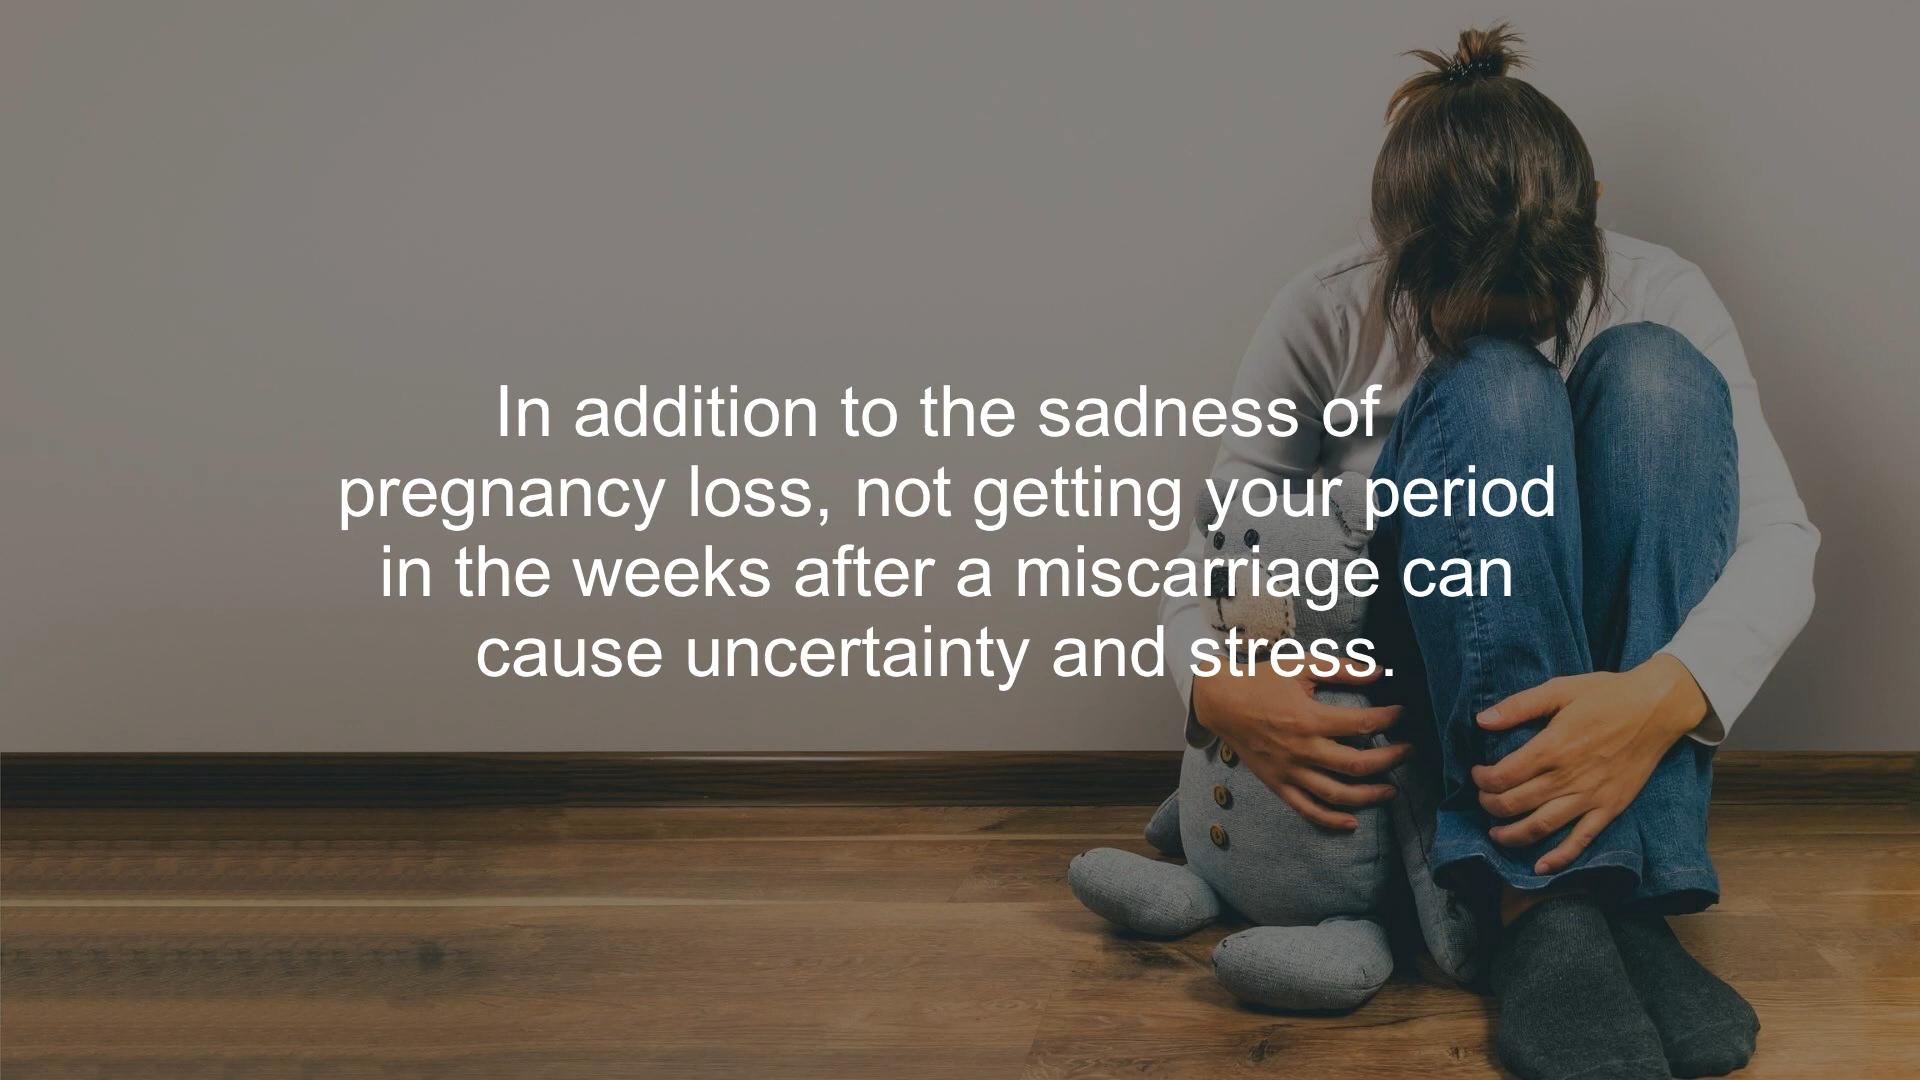 In addition to the sadness of
pregnancy loss, not getting your period
in the weeks after a miscarriage can
cause uncertainty and stress.